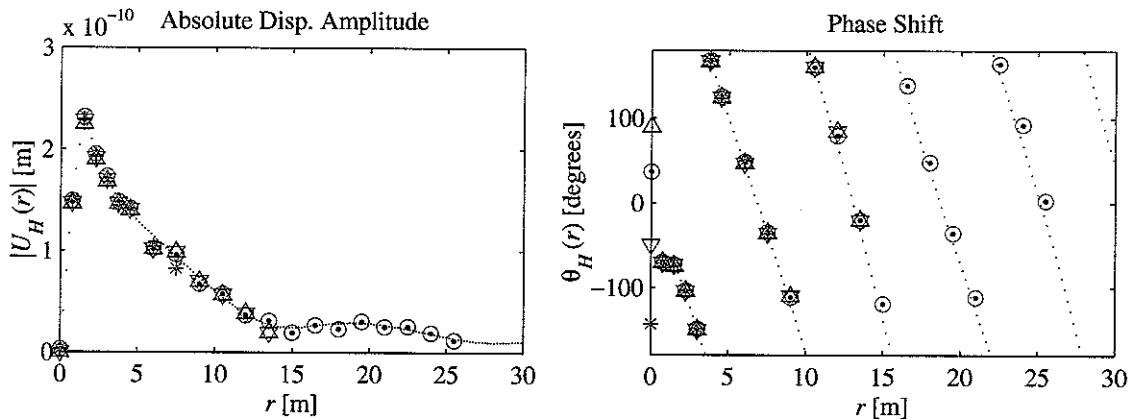 Absolute Disp. Amplitude
x 10⁻¹⁰
3
2
1
0
|U_H(r)| [m]
0 5 10 15 20 25 30
r [m]
Phase Shift
100
0
−100
θ_H(r) [degrees]
0 5 10 15 20 25 30
r [m]